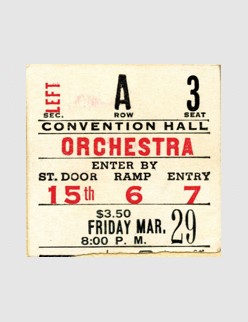 LEFT A 3
SEC. ROW SEAT
CONVENTION HALL
ORCHESTRA
ENTER BY
ST. DOOR RAMP ENTRY
15th 6 7
$3.50
FRIDAY MAR. 29
8:00 P. M.